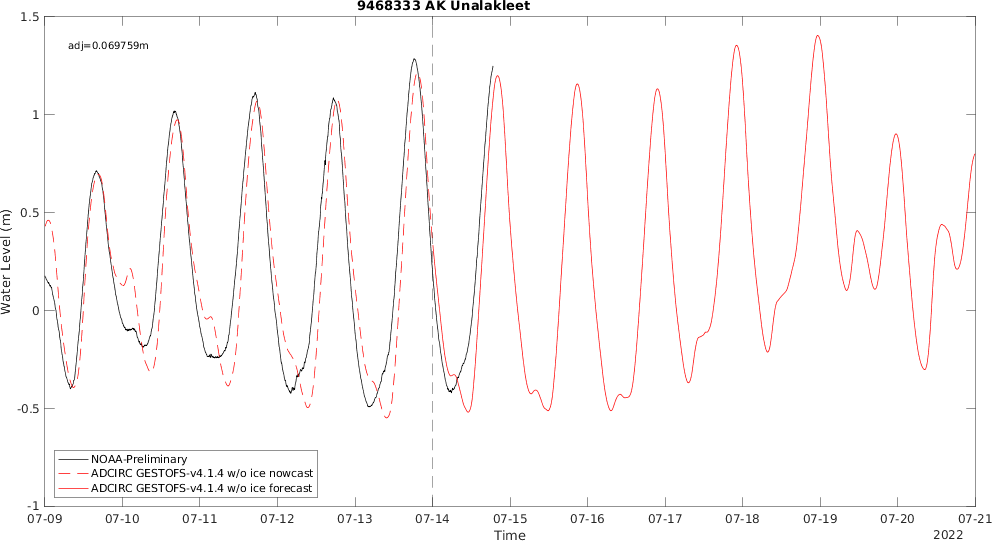 9468333 AK Unalakleet
adj=0.069759m
1.5
1
0.5
0
-0.5
-1
Water Level (m)
NOAA-Preliminary
ADCIRC GESTOFS-v4.1.4 w/o ice nowcast
ADCIRC GESTOFS-v4.1.4 w/o ice forecast
07-09 07-10 07-11 07-12 07-13 07-14 07-15 07-16 07-17 07-18 07-19 07-20 07-21
Time
2022